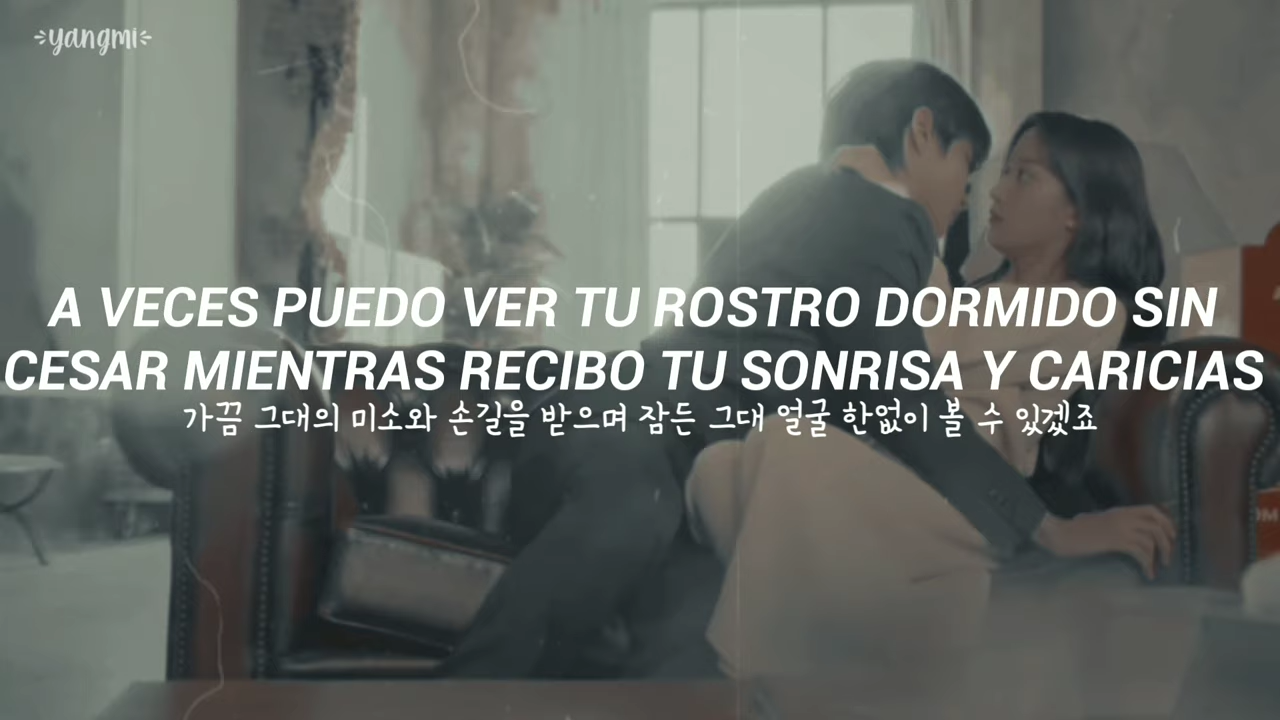 yangmi
A VECES PUEDO VER TU ROSTRO DORMIDO SIN
CESAR MIENTRAS RECIBO TU SONRISA Y CARICIAS
가끔 그대의 미소와 손길을 받으며 잠든 그대 얼굴 한없이 볼 수 있겠죠